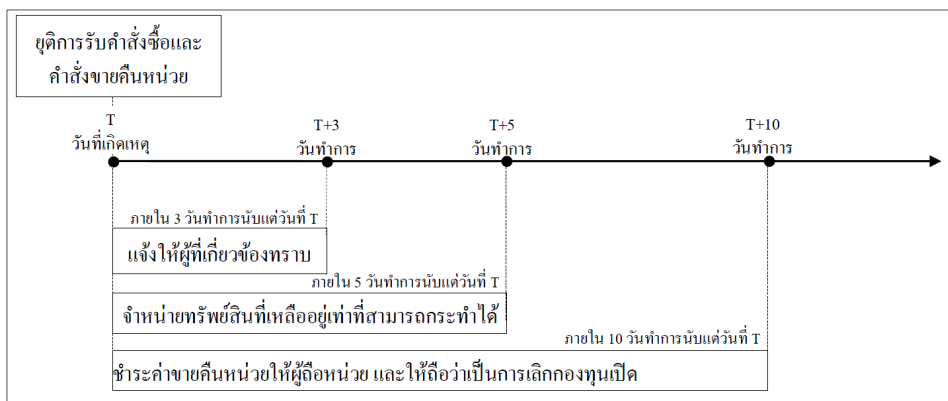 ยุติการรับคำสั่งซื้อและ
คำสั่งขายคืนหน่วย
T
วันที่เกิดเหตุ
T+3
วันทำการ
T+5
วันทำการ
T+10
วันทำการ
ภายใน 3 วันทำการนับแต่วันที่ T
แจ้งให้ผู้ที่เกี่ยวข้องทราบ
ภายใน 5 วันทำการนับแต่วันที่ T
จำหน่ายทรัพย์สินที่เหลืออยู่เท่าที่สามารถกระทำได้
ภายใน 10 วันทำการนับแต่วันที่ T
ชำระค่าขายคืนหน่วยให้ผู้ถือหน่วย และให้ถือว่าเป็นการเลิกกองทุนเปิด